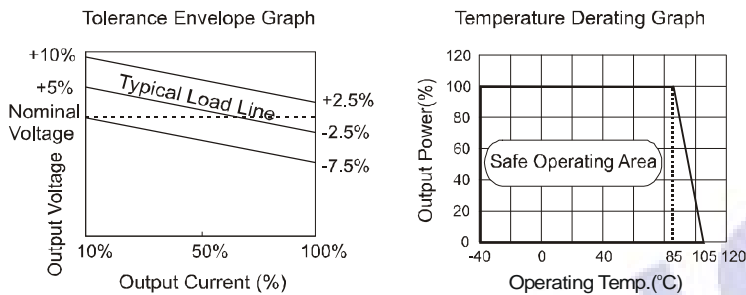 Tolerance Envelope Graph
+10%
+5%
Nominal
Voltage
Output Voltage
Typical Load Line
+2.5%
-2.5%
-7.5%
10%
50%
100%
Output Current (%)
Temperature Derating Graph
120
100
80
60
40
20
0
Output Power(%)
Safe Operating Area
-40
0
40
85
105
120
Operating Temp.(°C)